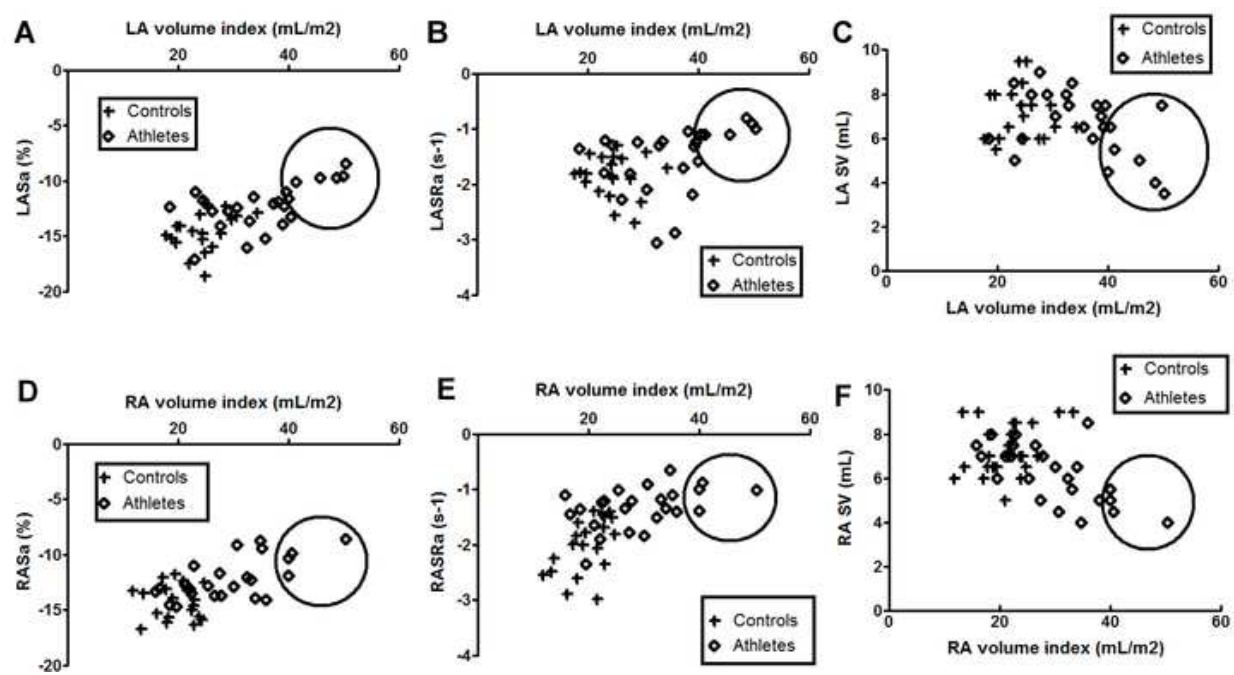 A
LA volume index (mL/m2)
20 40 60
0
-5
-10
-15
-20
LASa (%)
Controls
Athletes
B
LA volume index (mL/m2)
20 40 60
0
-1
-2
-3
-4
LASRa (s-1)
Controls
Athletes
C
Controls
Athletes
10
8
6
4
2
0
LA SV (mL)
0 20 40 60
LA volume index (mL/m2)
D
RA volume index (mL/m2)
20 40 60
0
-5
-10
-15
-20
RASa (%)
Controls
Athletes
E
RA volume index (mL/m2)
20 40 60
0
-1
-2
-3
-4
RASRa (s-1)
Controls
Athletes
F
Controls
Athletes
10
8
6
4
2
0
RA SV (mL)
0 20 40 60
RA volume index (mL/m2)